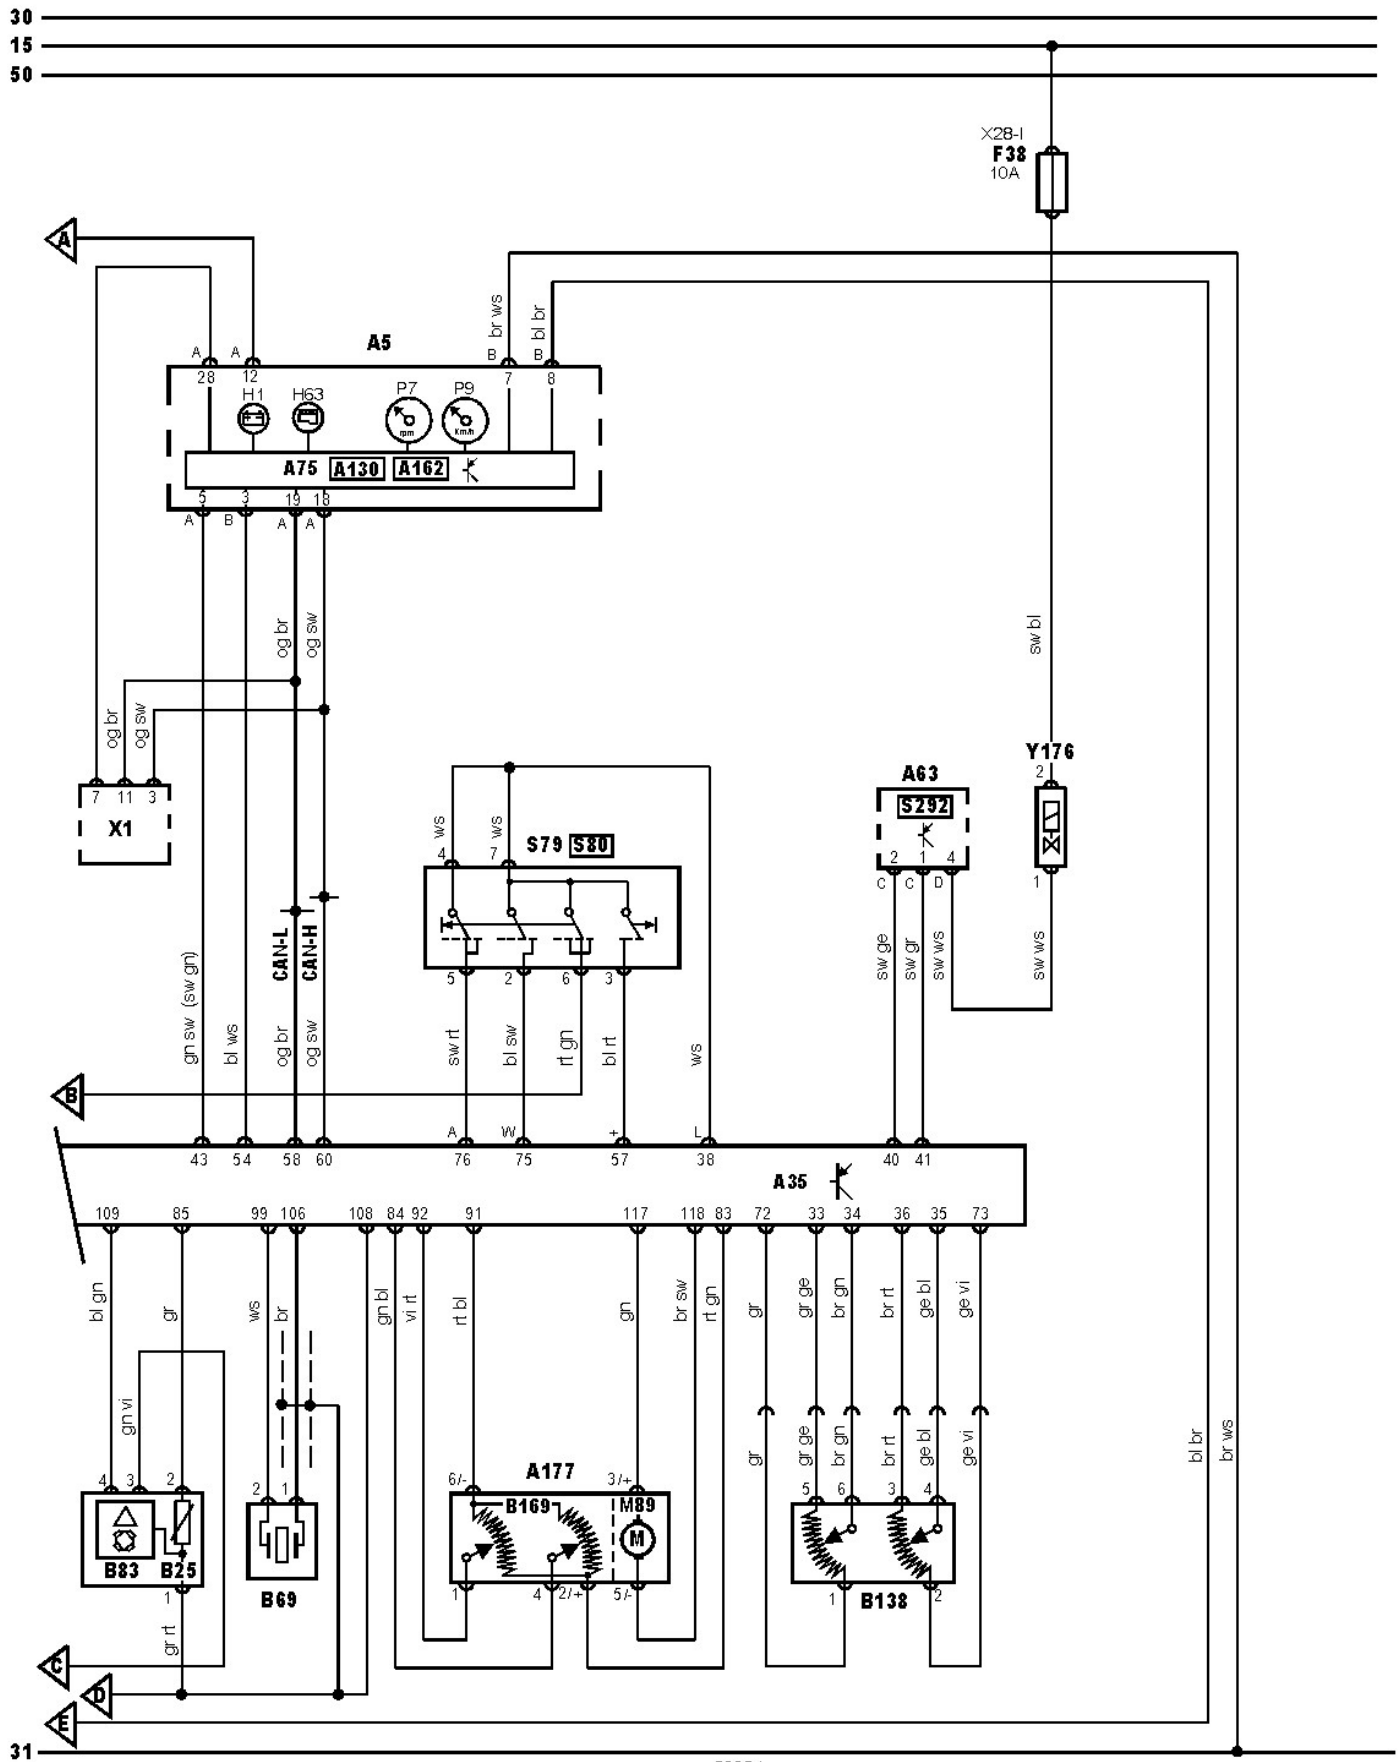 30
15
50
X28-I
F38
10A
A
br ws
bl br
A5
A A B B
28 12 7 8
H1 H63 P7 P9
rpm Km/h
A75 A130 A162
5 3 19 18
A B A A
og br
og sw
sw bl
og br
og sw
Y176
2
7 11 3
X1
A63
S292
2 1 4
C C D
1
ws
ws
4 7
S79 S80
5 2 6 3
CAN-L
CAN-H
gn sw (sw gn)
bl ws
og br
og sw
sw rt
bl sw
rt gn
bl rt
ws
sw ge
sw gr
sw ws
sw ws
B
A W + L
43 54 58 60 76 75 57 38 40 41
A35
109 85 99 106 108 84 92 91 117 118 83 72 33 34 36 35 73
bl gn
gr
ws
br
gn bl
vi rt
rt bl
gn
br sw
rt gn
gr
gr ge
br gn
br rt
ge bl
ge vi
gn vi
gr
gr ge
br gn
br rt
ge bl
ge vi
bl br
br ws
4 3 2
2 1
6/- A177 3/+
5 6 3 4
B169 M89
M
B83 B25
1
B69
1 4 2/+ 5/-
1 B138 2
gr rt
C
D
E
31